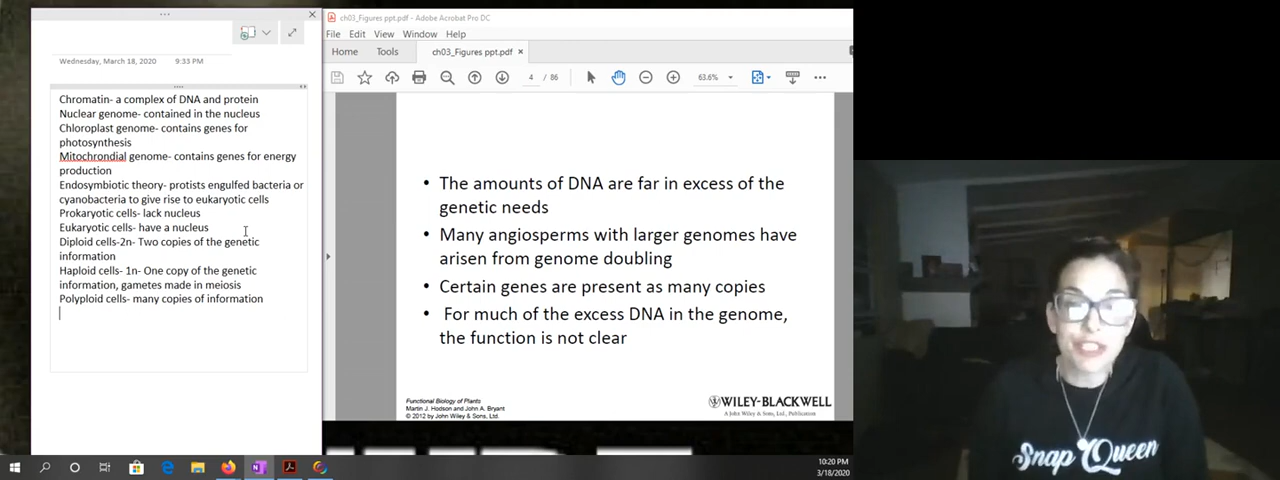 Wednesday, March 18, 2020 9:33 PM
Chromatin- a complex of DNA and protein
Nuclear genome- contained in the nucleus
Chloroplast genome- contains genes for
photosynthesis
Mitochrondial genome- contains genes for energy
production
Endosymbiotic theory- protists engulfed bacteria or
cyanobacteria to give rise to eukaryotic cells
Prokaryotic cells- lack nucleus
Eukaryotic cells- have a nucleus
Diploid cells-2n- Two copies of the genetic
information
Haploid cells- 1n- One copy of the genetic
information, gametes made in meiosis
Polyploid cells- many copies of information
ch03_Figures ppt.pdf - Adobe Acrobat Pro DC
File Edit View Window Help
Home Tools ch03_Figures ppt.pdf ×
4 / 86 63.6%
• The amounts of DNA are far in excess of the
genetic needs
• Many angiosperms with larger genomes have
arisen from genome doubling
• Certain genes are present as many copies
• For much of the excess DNA in the genome,
the function is not clear
Functional Biology of Plants
Martin J. Hodson and John A. Bryant
© 2012 by John Wiley & Sons, Ltd.
WILEY-BLACKWELL
A John Wiley & Sons, Ltd., Publication
Snap Queen
10:20 PM
3/18/2020